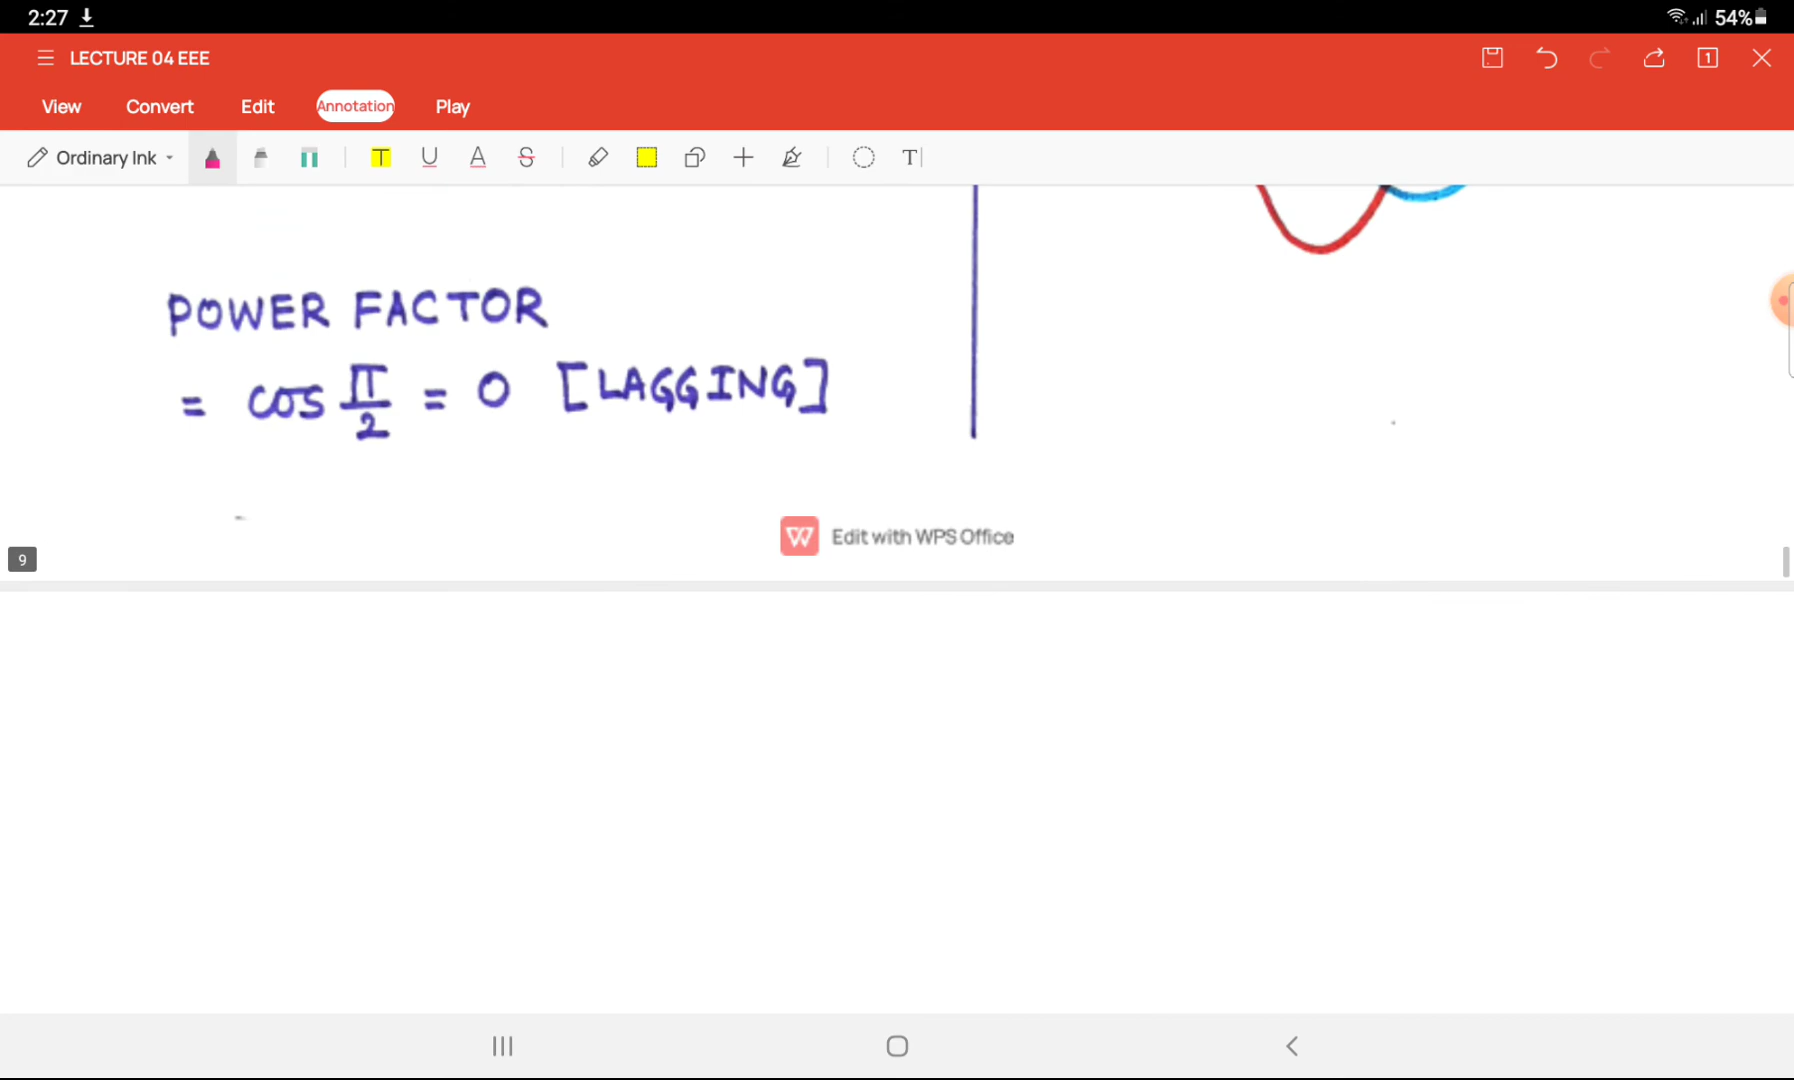 2:27
54%
LECTURE 04 EEE
1
View Convert Edit Annotation Play
Ordinary Ink T U A S T
POWER FACTOR
= cos π/2 = 0 [LAGGING]
W Edit with WPS Office
9